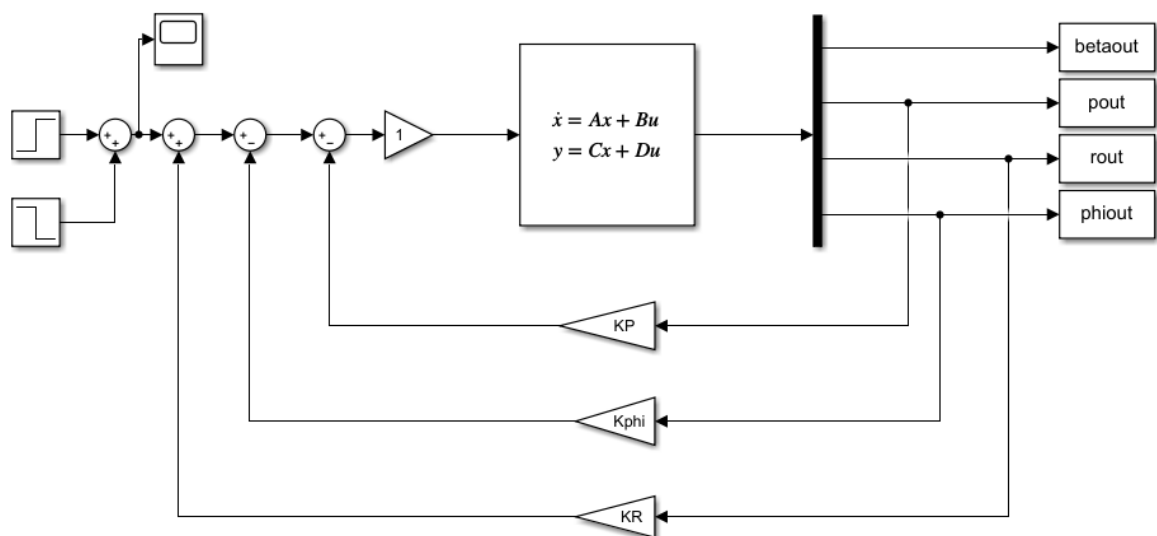 betaout
pout
+
+
+
+
+
−
+
−
1
ẋ = Ax + Bu
y = Cx + Du
rout
phiout
KP
Kphi
KR